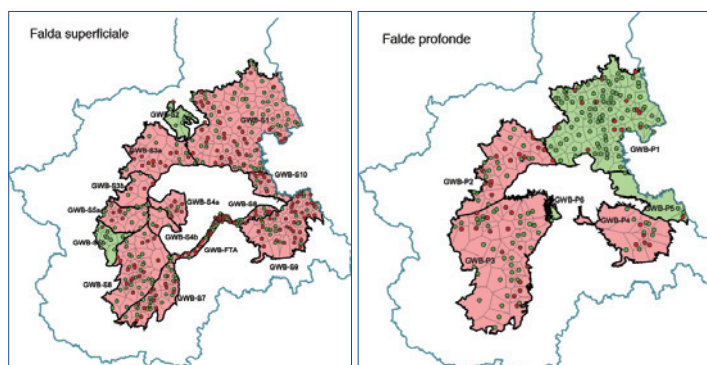 Falda superficiale
GWB-S2
GWB-S1
GWB-S3a
GWB-S3b
GWB-S10
GWB-S5a
GWB-S4a
GWB-S8
GWB-S4b
GWB-FTA
GWB-S6
GWB-S7
GWB-S9
Falde profonde
GWB-P1
GWB-P2
GWB-P6
GWB-P5
GWB-P4
GWB-P3